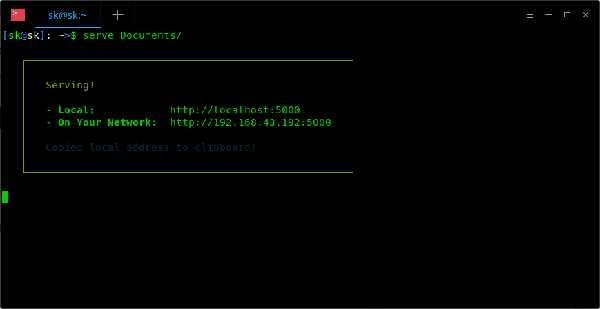 sk@sk:~
[sk@sk]: ~>$ serve Documents/
Serving!
- Local: http://localhost:5000
- On Your Network: http://192.168.43.192:5000
Copied local address to clipboard!